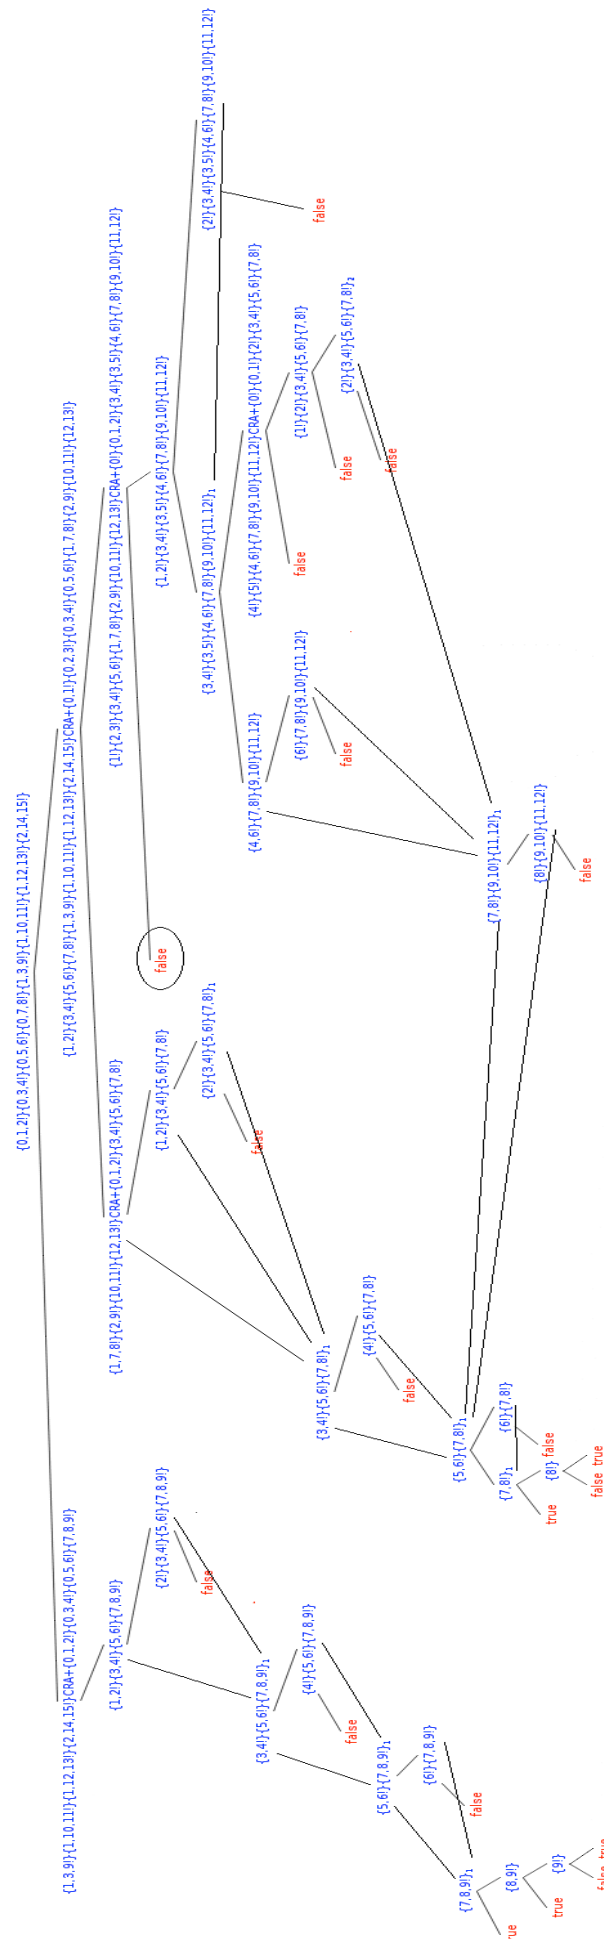 {0,1,2!}{0,3,4!}{0,5,6!}{0,7,8!}{1,3,9!}{1,10,11!}{1,12,13!}{2,14,15!}
{1,3,9!}{1,10,11!}{1,12,13!}{2,14,15!}CRA+{0,1,2!}{0,3,4!}{0,5,6!}{7,8,9!}
{1,2!}{3,4!}{5,6!}{7,8!}{1,3,9!}{1,10,11!}{1,12,13!}{2,14,15!}CRA+{0,1!}{0,2,3!}{0,3,4!}{0,5,6!}{1,7,8!}{2,9!}{10,11!}{12,13!}
{1,2!}{3,4!}{5,6!}{7,8,9!}
{1,7,8!}{2,9!}{10,11!}{12,13!}CRA+{0,1,2!}{3,4!}{5,6!}{7,8!}
{1!}{2,3!}{3,4!}{5,6!}{1,7,8!}{2,9!}{10,11!}{12,13!}CRA+{0!}{0,1,2!}{3,4!}{3,5!}{4,6!}{7,8!}{9,10!}{11,12!}
{2!}{3,4!}{5,6!}{7,8,9!}
{1,2!}{3,4!}{5,6!}{7,8!}
false
{1,2!}{3,4!}{3,5!}{4,6!}{7,8!}{9,10!}{11,12!}
false
{2!}{3,4!}{5,6!}{7,8!}1
{3,4!}{3,5!}{4,6!}{7,8!}{9,10!}{11,12!}1
{2!}{3,4!}{3,5!}{4,6!}{7,8!}{9,10!}{11,12!}
{3,4!}{5,6!}{7,8,9!}1
false
{4,6!}{7,8!}{9,10!}{11,12!}
{4!}{5!}{4,6!}{7,8!}{9,10!}{11,12!}CRA+{0!}{0,1!}{2!}{3,4!}{5,6!}{7,8!}
{4!}{5,6!}{7,8,9!}
{6!}{7,8!}{9,10!}{11,12!}
false
{1!}{2!}{3,4!}{5,6!}{7,8!}
{3,4!}{5,6!}{7,8!}1
false
false
false
false
{2!}{3,4!}{5,6!}{7,8!}2
{4!}{5,6!}{7,8!}
{5,6!}{7,8,9!}1
false
false
{6!}{7,8,9!}
{5,6!}{7,8!}1
{7,8,9!}1
false
{7,8!}{9,10!}{11,12!}1
{8,9!}
{7,8!}1
{6!}{7,8!}
{8!}{9,10!}{11,12!}
true
{9!}
true
{8!}
false
false
false
true